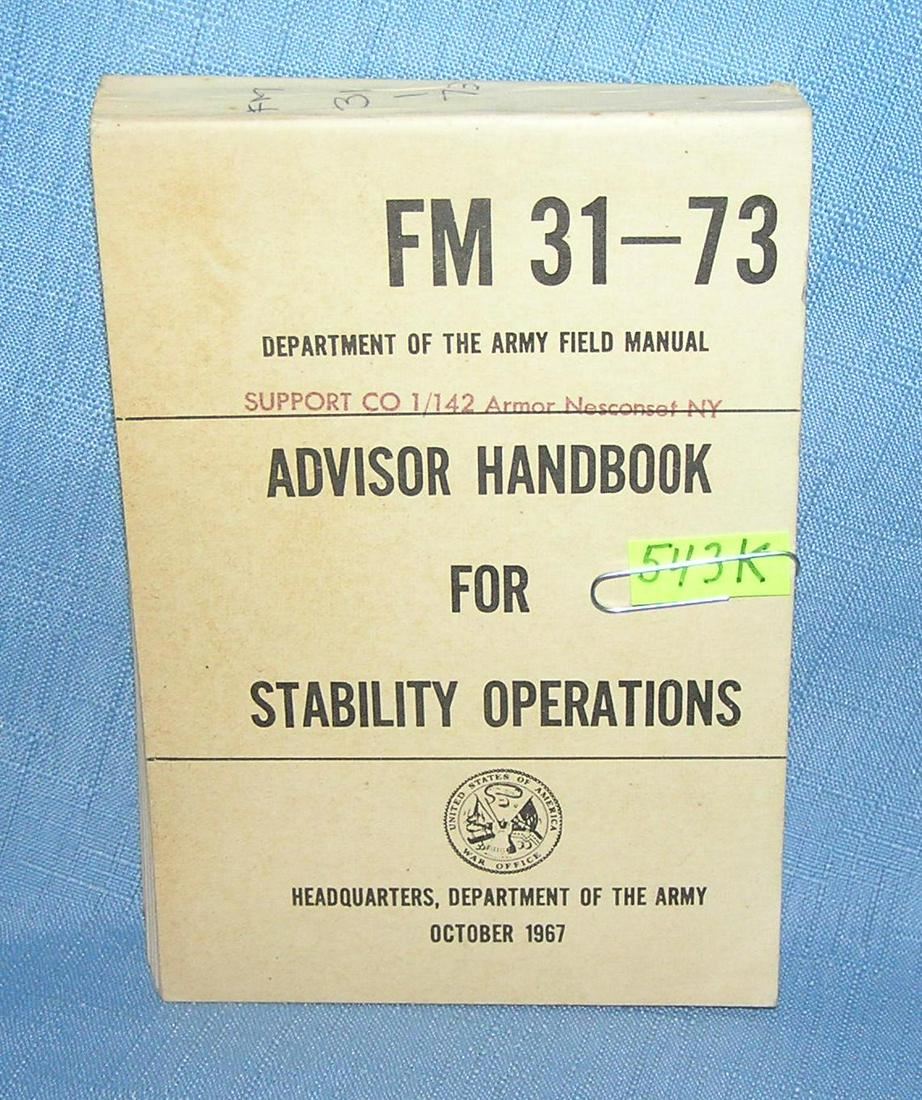 FM 31 - 73
FM 31—73
DEPARTMENT OF THE ARMY FIELD MANUAL
SUPPORT CO 1/142 Armor Nesconset NY
ADVISOR HANDBOOK
FOR
543K
STABILITY OPERATIONS
UNITED STATES OF AMERICA
WAR OFFICE
HEADQUARTERS, DEPARTMENT OF THE ARMY
OCTOBER 1967